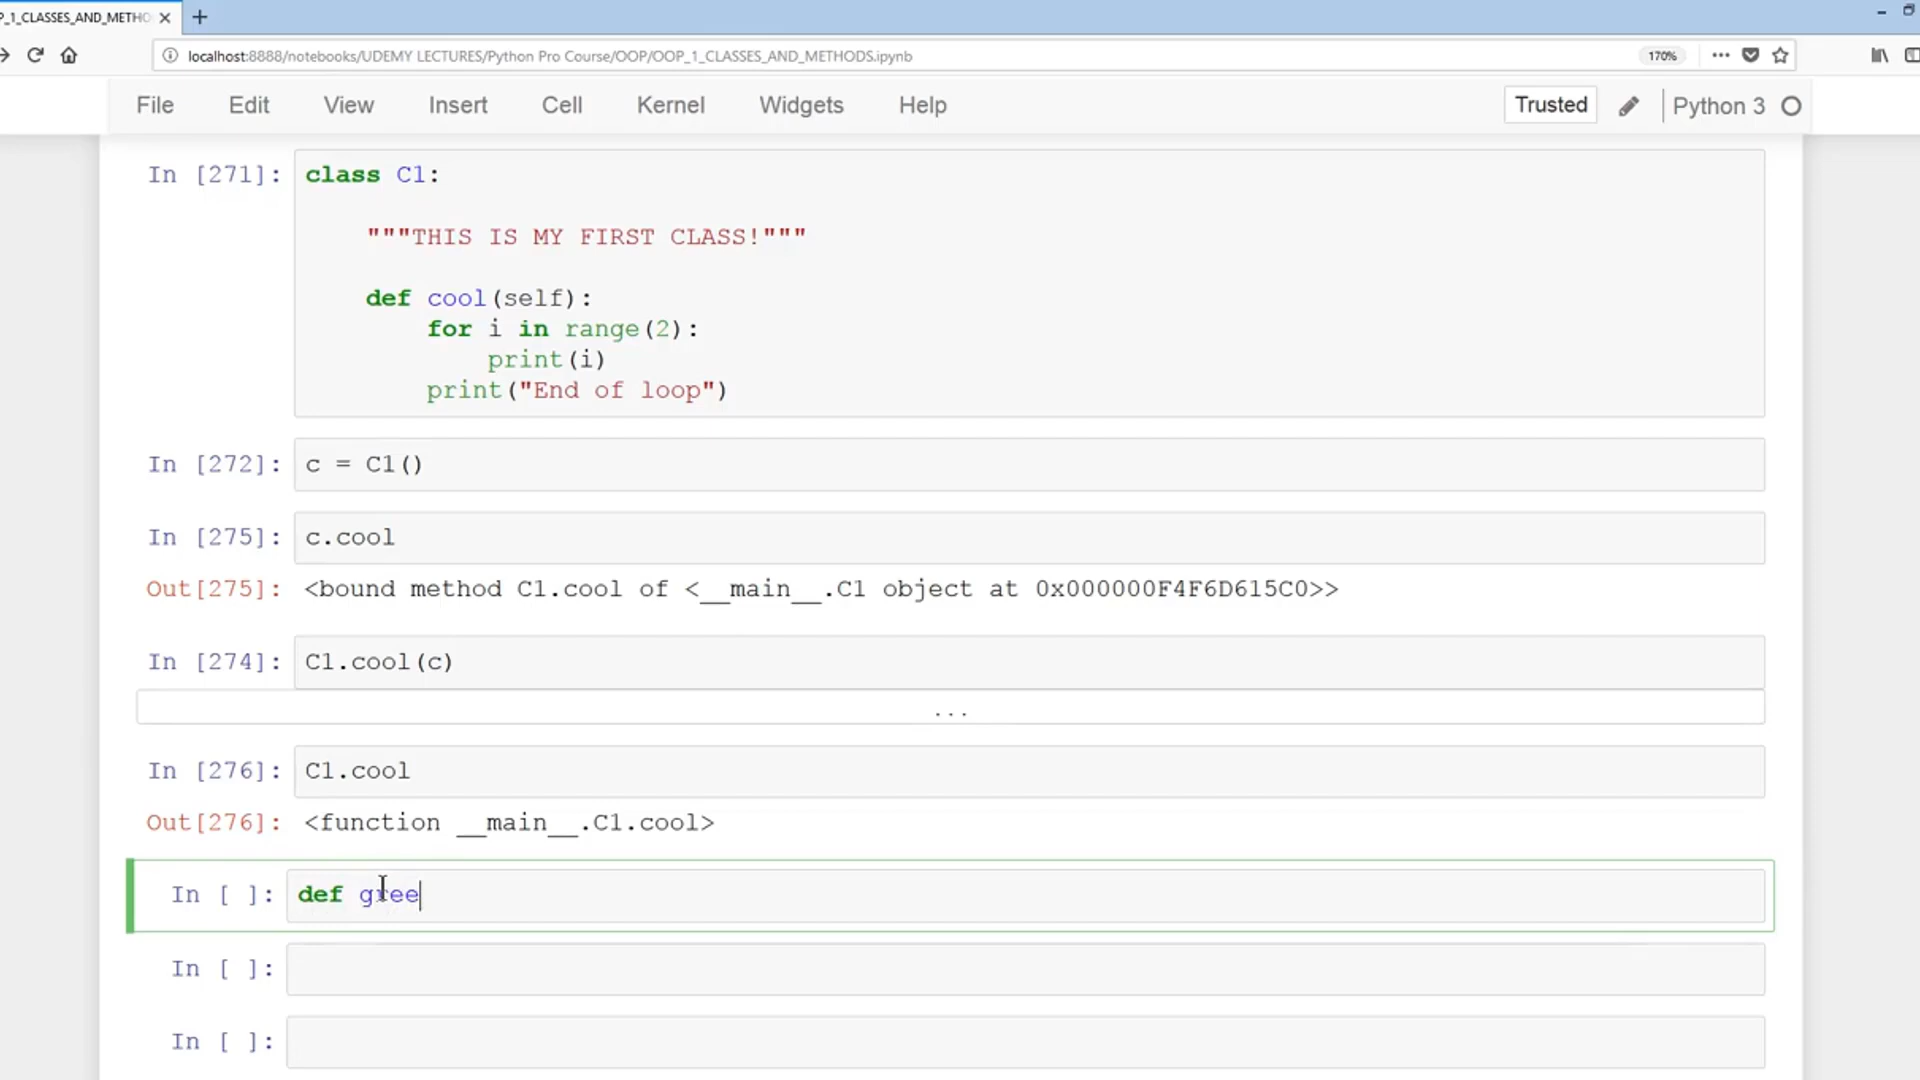 P_1_CLASSES_AND_METHO
localhost:8888/notebooks/UDEMY LECTURES/Python Pro Course/OOP/OOP_1_CLASSES_AND_METHODS.ipynb
170%
File Edit View Insert Cell Kernel Widgets Help
Trusted
Python 3
In [271]: class C1:
"""THIS IS MY FIRST CLASS!"""
def cool(self):
for i in range(2):
print(i)
print("End of loop")
In [272]: c = C1()
In [275]: c.cool
Out[275]: <bound method C1.cool of <__main__.C1 object at 0x000000F4F6D615C0>>
In [274]: C1.cool(c)
...
In [276]: C1.cool
Out[276]: <function __main__.C1.cool>
In [ ]: def gree
In [ ]:
In [ ]: